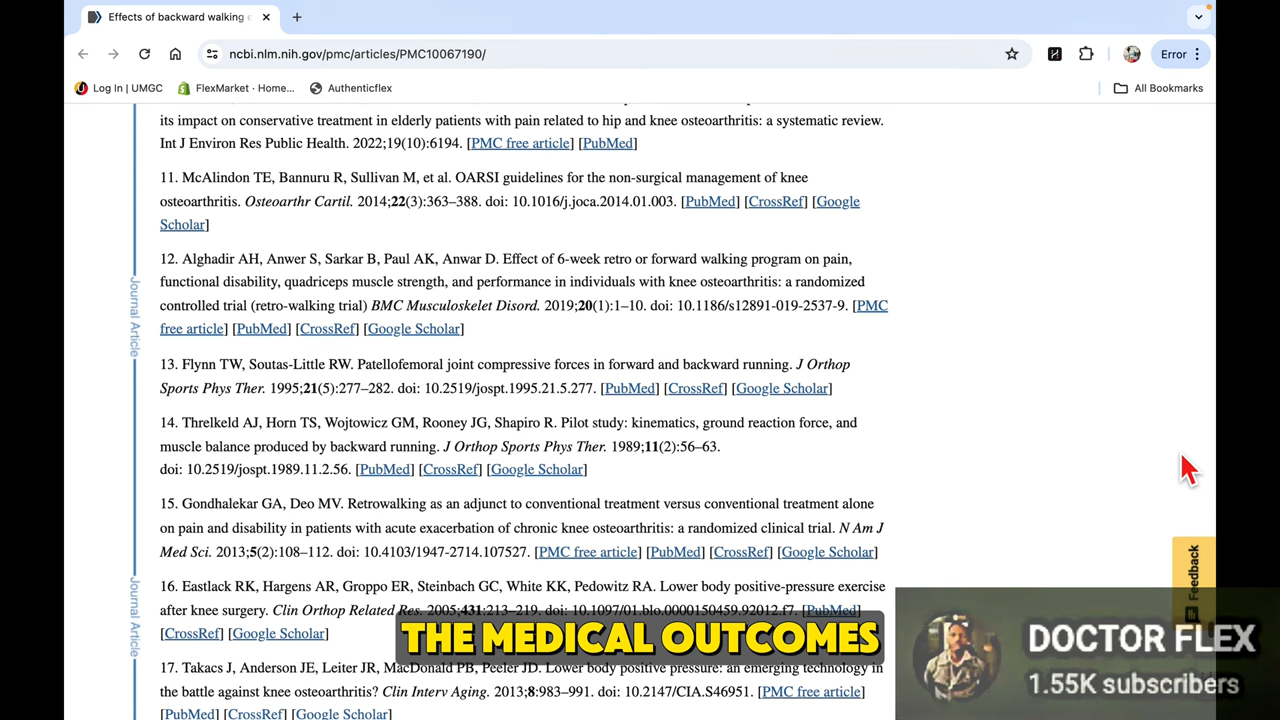 Effects of backward walking
ncbi.nlm.nih.gov/pmc/articles/PMC10067190/
Error
Log In | UMGC
FlexMarket · Home...
Authenticflex
All Bookmarks
its impact on conservative treatment in elderly patients with pain related to hip and knee osteoarthritis: a systematic review.
Int J Environ Res Public Health. 2022;19(10):6194. [PMC free article] [PubMed]
11. McAlindon TE, Bannuru R, Sullivan M, et al. OARSI guidelines for the non-surgical management of knee
osteoarthritis. Osteoarthr Cartil. 2014;22(3):363–388. doi: 10.1016/j.joca.2014.01.003. [PubMed] [CrossRef] [Google
Scholar]
12. Alghadir AH, Anwer S, Sarkar B, Paul AK, Anwar D. Effect of 6-week retro or forward walking program on pain,
functional disability, quadriceps muscle strength, and performance in individuals with knee osteoarthritis: a randomized
controlled trial (retro-walking trial) BMC Musculoskelet Disord. 2019;20(1):1–10. doi: 10.1186/s12891-019-2537-9. [PMC
free article] [PubMed] [CrossRef] [Google Scholar]
Journal Article
13. Flynn TW, Soutas-Little RW. Patellofemoral joint compressive forces in forward and backward running. J Orthop
Sports Phys Ther. 1995;21(5):277–282. doi: 10.2519/jospt.1995.21.5.277. [PubMed] [CrossRef] [Google Scholar]
14. Threlkeld AJ, Horn TS, Wojtowicz GM, Rooney JG, Shapiro R. Pilot study: kinematics, ground reaction force, and
muscle balance produced by backward running. J Orthop Sports Phys Ther. 1989;11(2):56–63.
doi: 10.2519/jospt.1989.11.2.56. [PubMed] [CrossRef] [Google Scholar]
15. Gondhalekar GA, Deo MV. Retrowalking as an adjunct to conventional treatment versus conventional treatment alone
on pain and disability in patients with acute exacerbation of chronic knee osteoarthritis: a randomized clinical trial. N Am J
Med Sci. 2013;5(2):108–112. doi: 10.4103/1947-2714.107527. [PMC free article] [PubMed] [CrossRef] [Google Scholar]
Feedback
16. Eastlack RK, Hargens AR, Groppo ER, Steinbach GC, White KK, Pedowitz RA. Lower body positive-pressure exercise
after knee surgery. Clin Orthop Related Res. 2005;431:213–219. doi: 10.1097/01.blo.0000150459.92012.f7. [PubMed]
[CrossRef] [Google Scholar]
Journal Article
THE MEDICAL OUTCOMES
DOCTOR FLEX
1.55K subscribers
17. Takacs J, Anderson JE, Leiter JR, MacDonald PB, Peeler JD. Lower body positive pressure: an emerging technology in
the battle against knee osteoarthritis? Clin Interv Aging. 2013;8:983–991. doi: 10.2147/CIA.S46951. [PMC free article]
[PubMed] [CrossRef] [Google Scholar]